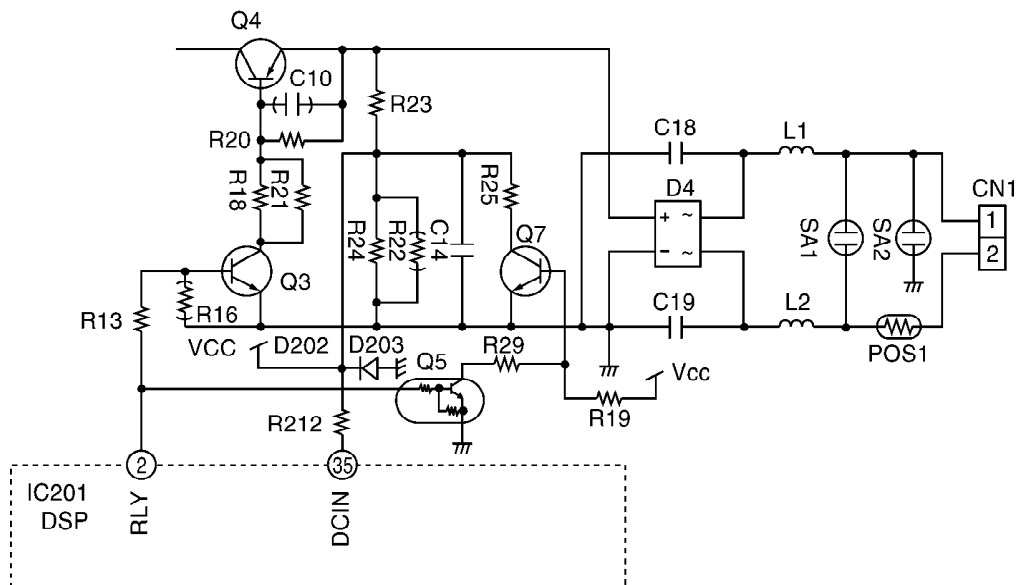 Q4
C10
R23
R20
C18
L1
R18
R21
R25
D4
CN1
+ ~
- ~
1
2
R24
R22
C14
Q7
SA1
SA2
Q3
R13
R16
C19
L2
VCC
D202
D203
Q5
R29
Vcc
POS1
R212
R19
2
35
IC201
DSP
RLY
DCIN